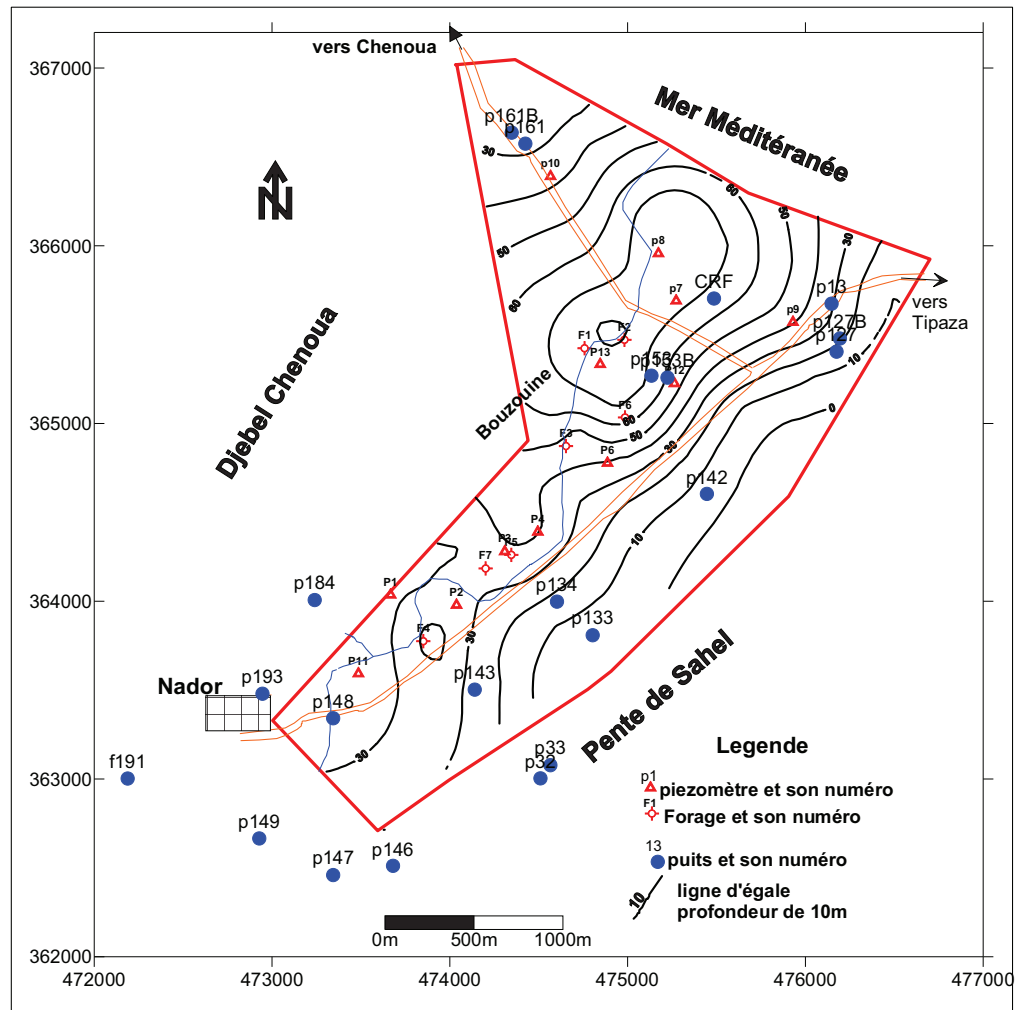 367000
366000
365000
364000
363000
362000
472000
473000
474000
475000
476000
477000
vers Chenoua
Mer Méditéranée
N
Djebel Chenoua
Bouzouine
Pente de Sahel
Nador
vers
Tipaza
p161B
p161
30
p10
50
60
60
50
30
p8
p7
CRF
p9
p13
p127B
p127
10
0
F1
F2
P13
p153
p153B
p12
F6
60
50
30
F3
P6
p142
10
P4
P3
F5
F7
P1
P2
p184
p134
p133
F4
30
P11
p143
p193
p148
30
f191
p33
p32
p149
p147
p146
Legende
p1
piezomètre et son numéro
F1
Forage et son numéro
13
puits et son numéro
10
ligne d'égale
profondeur de 10m
0m
500m
1000m